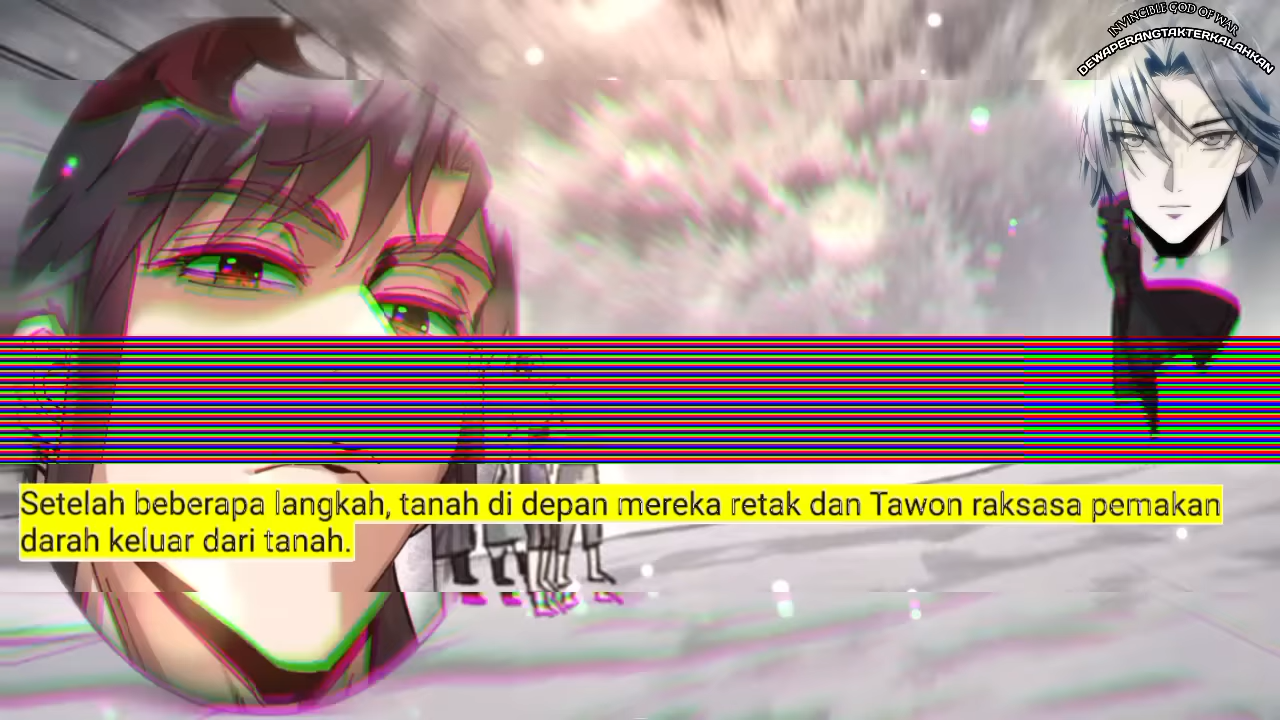 INVINCIBLE GOD OF WAR
DEWAPERANGTAKTERKALAHKAN
Setelah beberapa langkah, tanah di depan mereka retak dan Tawon raksasa pemakan
darah keluar dari tanah.